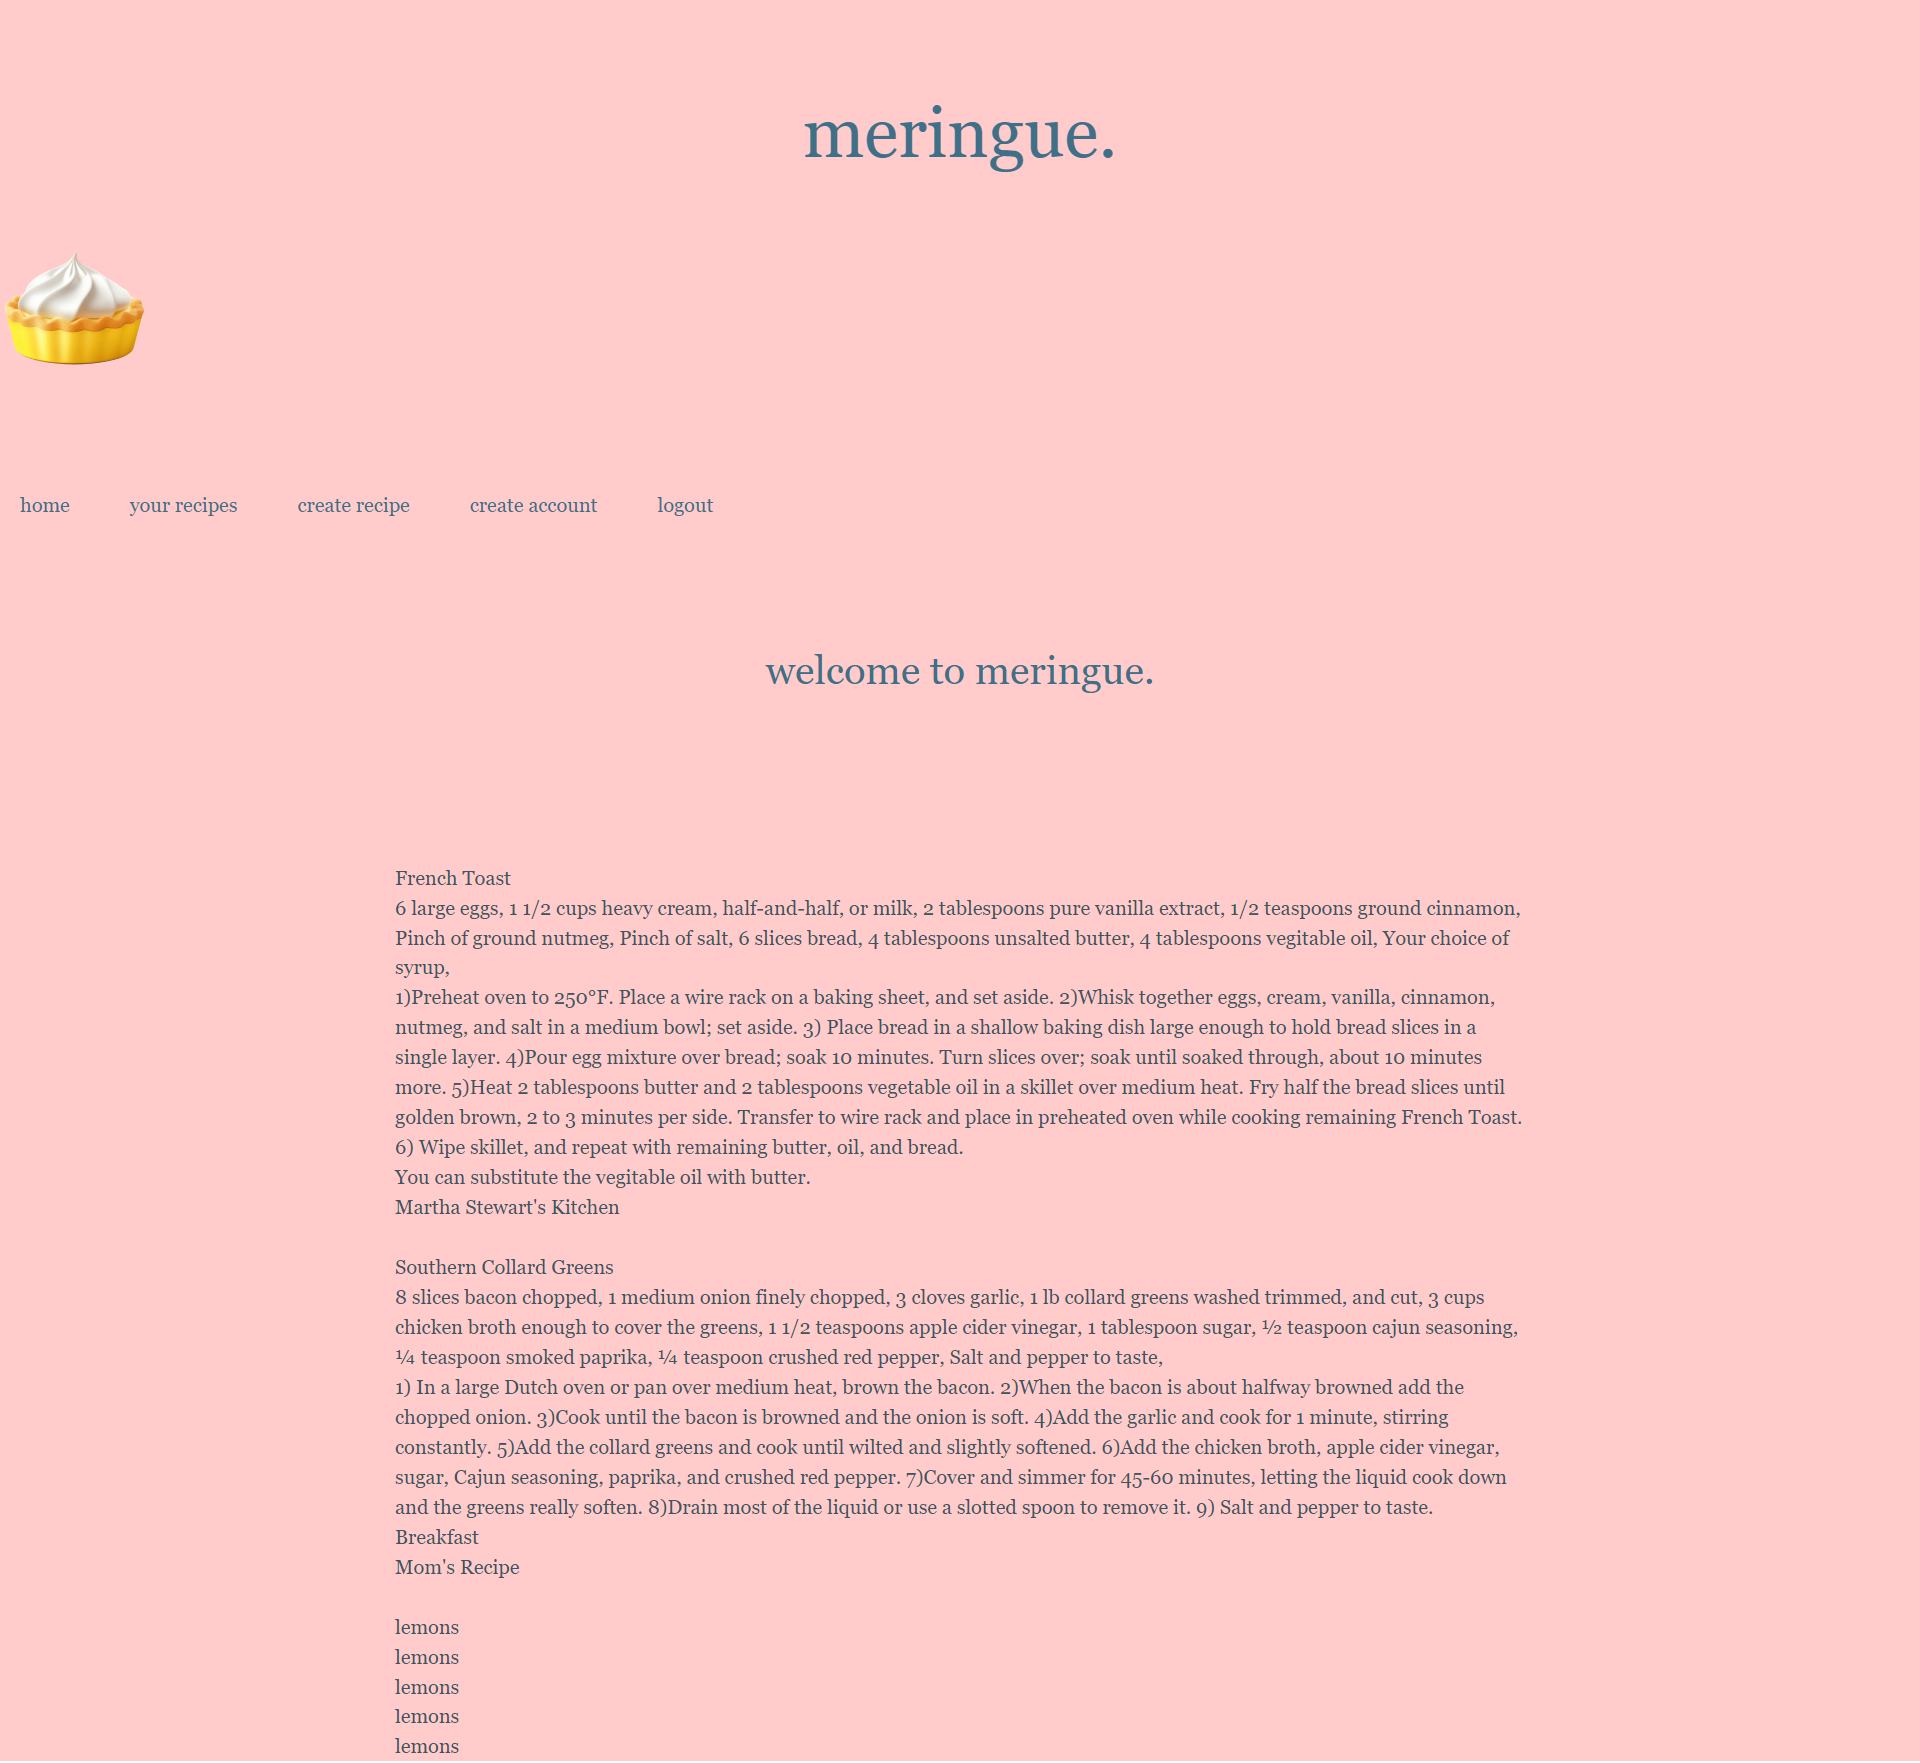 meringue.
home your recipes create recipe create account logout
welcome to meringue.
French Toast
6 large eggs, 1 1/2 cups heavy cream, half-and-half, or milk, 2 tablespoons pure vanilla extract, 1/2 teaspoons ground cinnamon,
Pinch of ground nutmeg, Pinch of salt, 6 slices bread, 4 tablespoons unsalted butter, 4 tablespoons vegitable oil, Your choice of
syrup,
1)Preheat oven to 250°F. Place a wire rack on a baking sheet, and set aside. 2)Whisk together eggs, cream, vanilla, cinnamon,
nutmeg, and salt in a medium bowl; set aside. 3) Place bread in a shallow baking dish large enough to hold bread slices in a
single layer. 4)Pour egg mixture over bread; soak 10 minutes. Turn slices over; soak until soaked through, about 10 minutes
more. 5)Heat 2 tablespoons butter and 2 tablespoons vegetable oil in a skillet over medium heat. Fry half the bread slices until
golden brown, 2 to 3 minutes per side. Transfer to wire rack and place in preheated oven while cooking remaining French Toast.
6) Wipe skillet, and repeat with remaining butter, oil, and bread.
You can substitute the vegitable oil with butter.
Martha Stewart's Kitchen
Southern Collard Greens
8 slices bacon chopped, 1 medium onion finely chopped, 3 cloves garlic, 1 lb collard greens washed trimmed, and cut, 3 cups
chicken broth enough to cover the greens, 1 1/2 teaspoons apple cider vinegar, 1 tablespoon sugar, ½ teaspoon cajun seasoning,
¼ teaspoon smoked paprika, ¼ teaspoon crushed red pepper, Salt and pepper to taste,
1) In a large Dutch oven or pan over medium heat, brown the bacon. 2)When the bacon is about halfway browned add the
chopped onion. 3)Cook until the bacon is browned and the onion is soft. 4)Add the garlic and cook for 1 minute, stirring
constantly. 5)Add the collard greens and cook until wilted and slightly softened. 6)Add the chicken broth, apple cider vinegar,
sugar, Cajun seasoning, paprika, and crushed red pepper. 7)Cover and simmer for 45-60 minutes, letting the liquid cook down
and the greens really soften. 8)Drain most of the liquid or use a slotted spoon to remove it. 9) Salt and pepper to taste.
Breakfast
Mom's Recipe
lemons
lemons
lemons
lemons
lemons